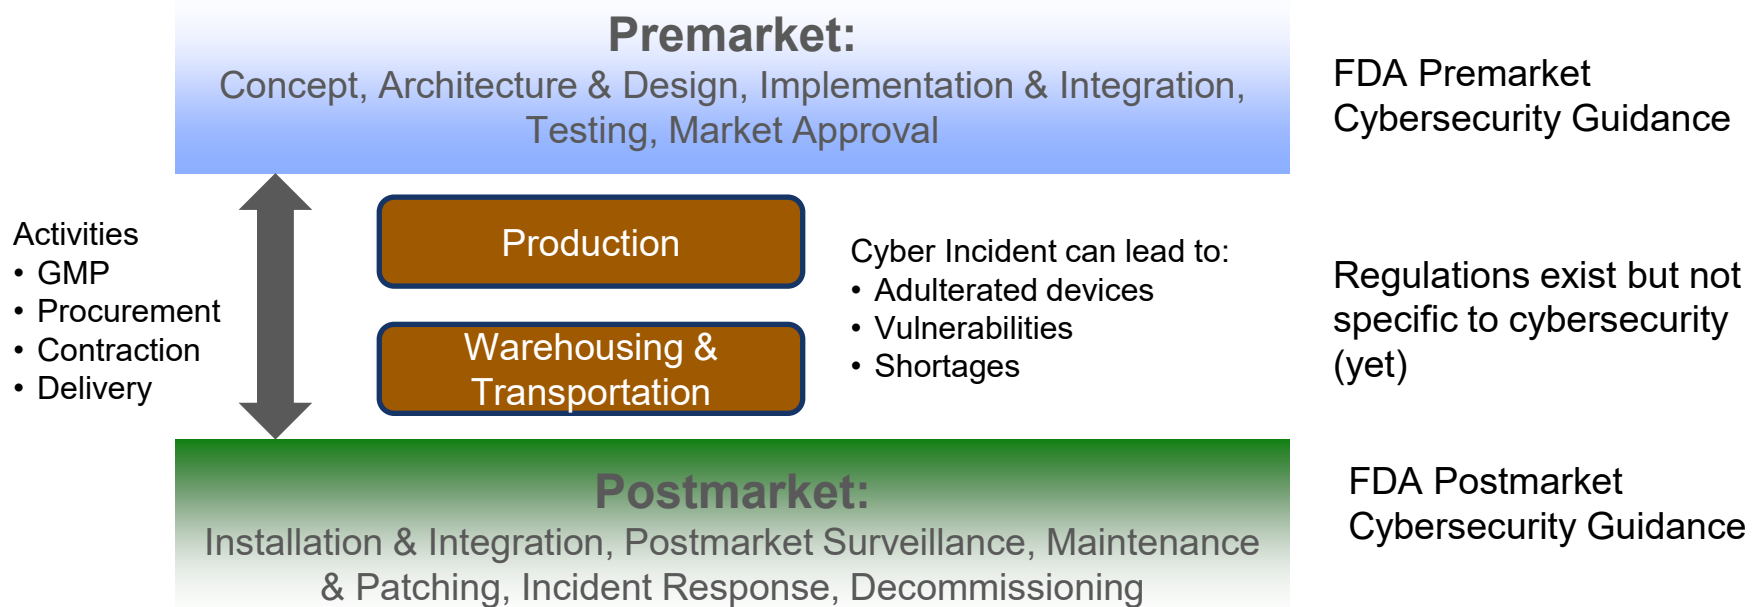 Premarket:
Concept, Architecture & Design, Implementation & Integration,
Testing, Market Approval
FDA Premarket
Cybersecurity Guidance
Activities
• GMP
• Procurement
• Contraction
• Delivery
Production
Warehousing &
Transportation
Cyber Incident can lead to:
• Adulterated devices
• Vulnerabilities
• Shortages
Regulations exist but not
specific to cybersecurity
(yet)
Postmarket:
Installation & Integration, Postmarket Surveillance, Maintenance
& Patching, Incident Response, Decommissioning
FDA Postmarket
Cybersecurity Guidance